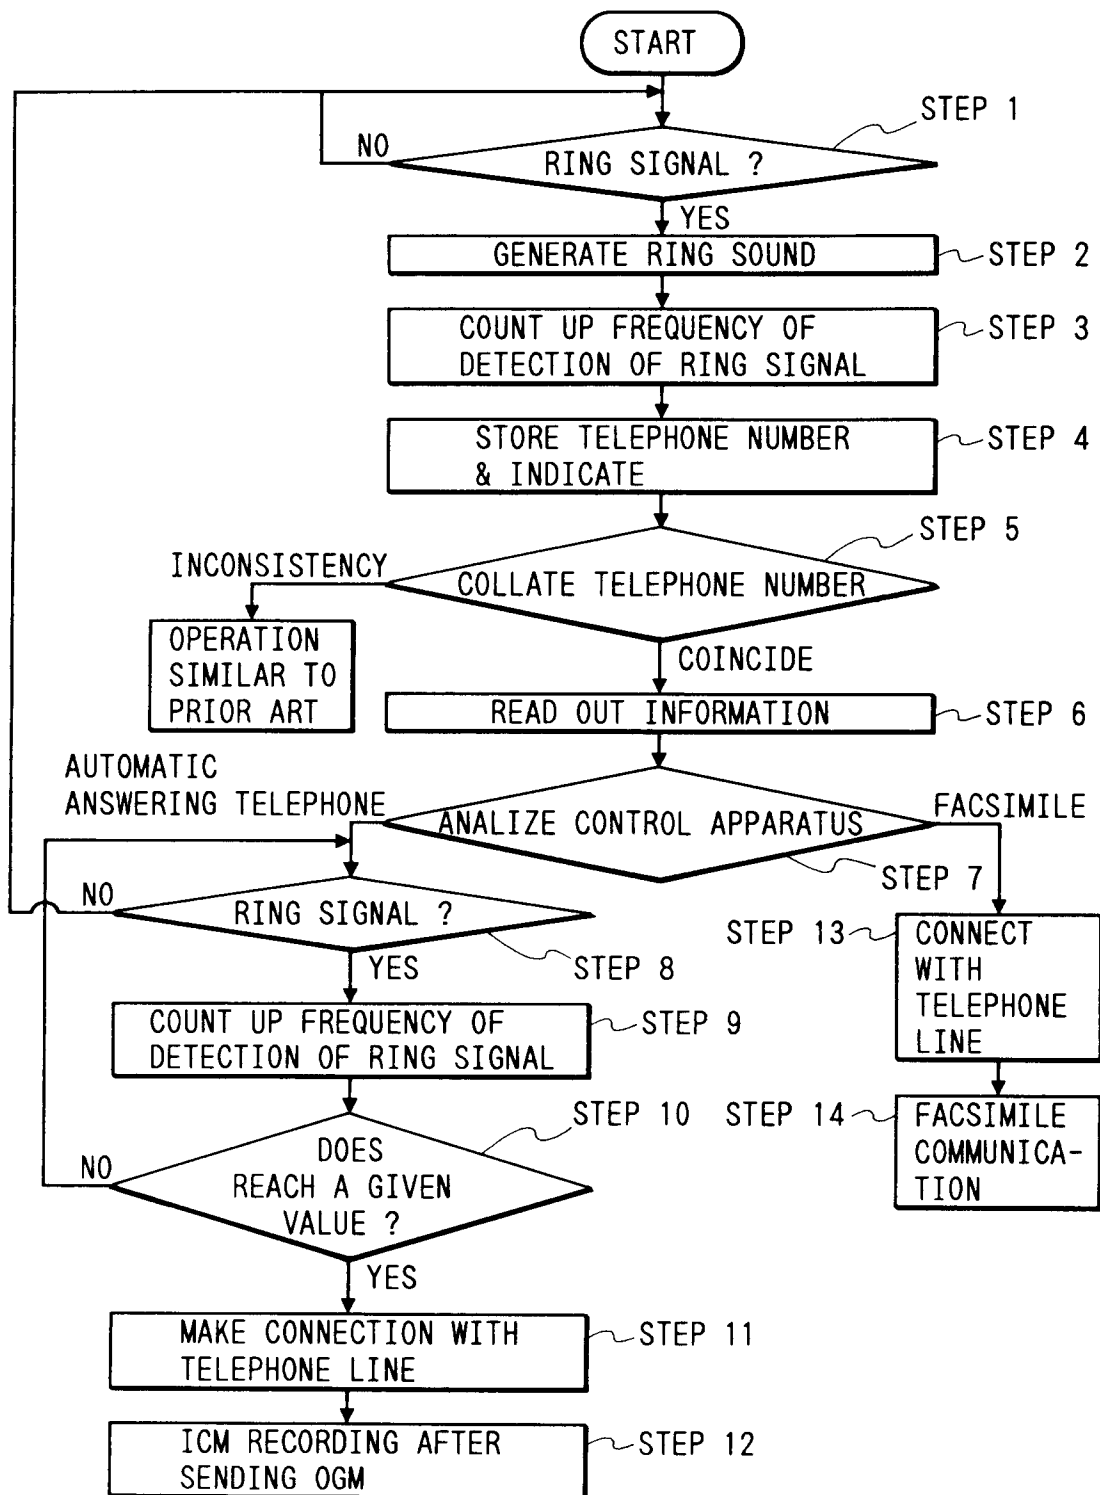 START
STEP 1
NO
RING SIGNAL ?
YES
GENERATE RING SOUND
STEP 2
COUNT UP FREQUENCY OF
DETECTION OF RING SIGNAL
STEP 3
STORE TELEPHONE NUMBER
& INDICATE
STEP 4
STEP 5
INCONSISTENCY
COLLATE TELEPHONE NUMBER
OPERATION
SIMILAR TO
PRIOR ART
COINCIDE
READ OUT INFORMATION
STEP 6
AUTOMATIC
ANSWERING TELEPHONE
ANALIZE CONTROL APPARATUS
FACSIMILE
STEP 7
NO
RING SIGNAL ?
YES
STEP 8
STEP 13
CONNECT
WITH
TELEPHONE
LINE
COUNT UP FREQUENCY OF
DETECTION OF RING SIGNAL
STEP 9
STEP 10
STEP 14
FACSIMILE
COMMUNICA-
TION
NO
DOES
REACH A GIVEN
VALUE ?
YES
MAKE CONNECTION WITH
TELEPHONE LINE
STEP 11
ICM RECORDING AFTER
SENDING OGM
STEP 12